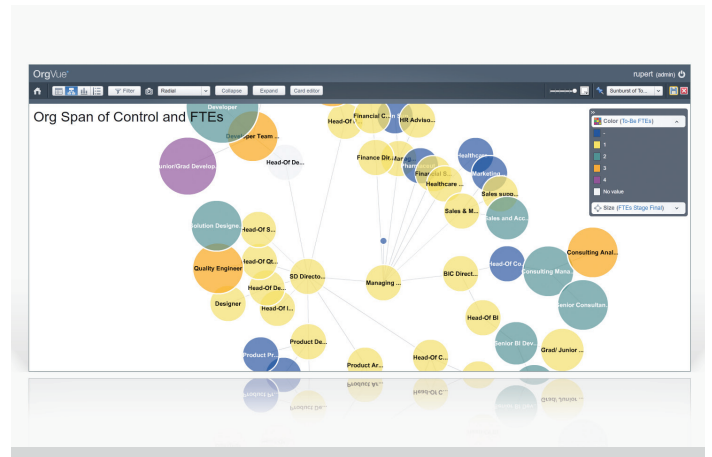 OrgVue
rupert (admin)
Filter
Radial
Collapse
Expand
Card editor
Sunburst of To...
Org Span of Control and FTEs
Color (To-Be FTEs)
-
1
2
3
4
No value
Size (FTEs Stage Final)
Developer
Developer Team ...
Head-Of De...
Head-Of
Financial C...
HR Adviso...
Finance Dir...
Financial S...
Healthcare ...
Healthcare
Marketing
Sales supp...
Sales & M...
Sales and Acc...
Head-Of S...
Head-Of Qt...
Quality Engineer
Head-Of De...
Designer
Head-Of I...
SD Directo...
Managing ...
BIC Direct...
Head-Of Co...
Consulting Mana...
Consulting Anal...
Senior Consultan...
Head-Of BI
Senior BI Dev...
Grad/ Junior ...
Product De...
Product Pr...
Product Ar...
Head-Of C...